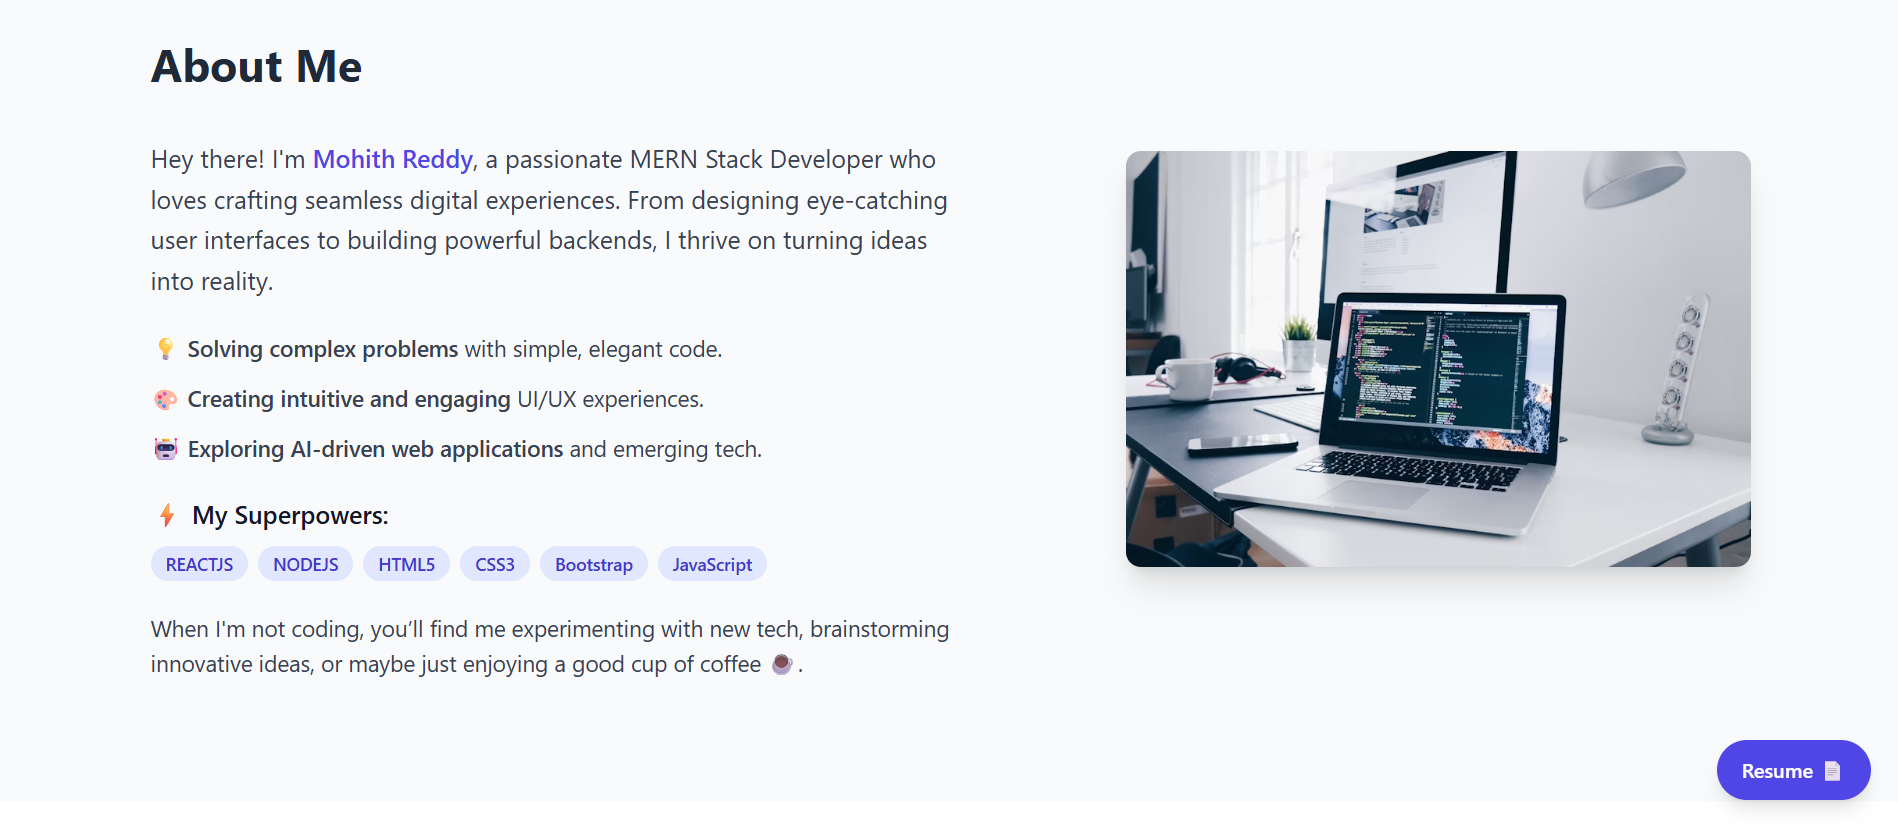 About Me
Hey there! I'm Mohith Reddy, a passionate MERN Stack Developer who
loves crafting seamless digital experiences. From designing eye-catching
user interfaces to building powerful backends, I thrive on turning ideas
into reality.
💡 Solving complex problems with simple, elegant code.
🎨 Creating intuitive and engaging UI/UX experiences.
🤖 Exploring AI-driven web applications and emerging tech.
⚡ My Superpowers:
REACTJS NODEJS HTML5 CSS3 Bootstrap JavaScript
When I'm not coding, you’ll find me experimenting with new tech, brainstorming
innovative ideas, or maybe just enjoying a good cup of coffee ☕.
Resume 📄